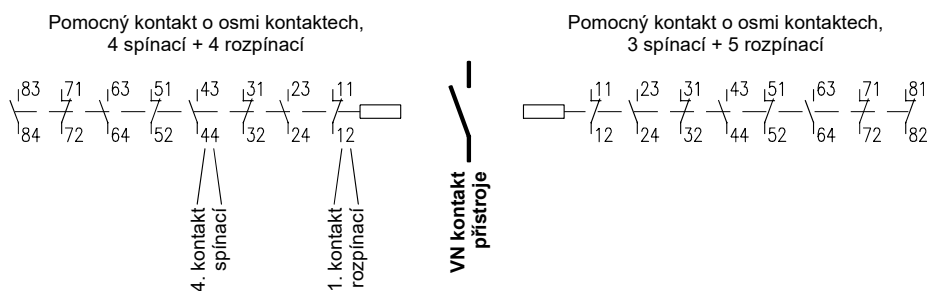 Pomocný kontakt o osmi kontaktech,
4 spínací + 4 rozpínací
Pomocný kontakt o osmi kontaktech,
3 spínací + 5 rozpínací
83 71 63 51 43 31 23 11
84 72 64 52 44 32 24 12
11 23 31 43 51 63 71 81
12 24 32 44 52 64 72 82
4. kontakt
spínací
1. kontakt
rozpínací
VN kontakt
přístroje